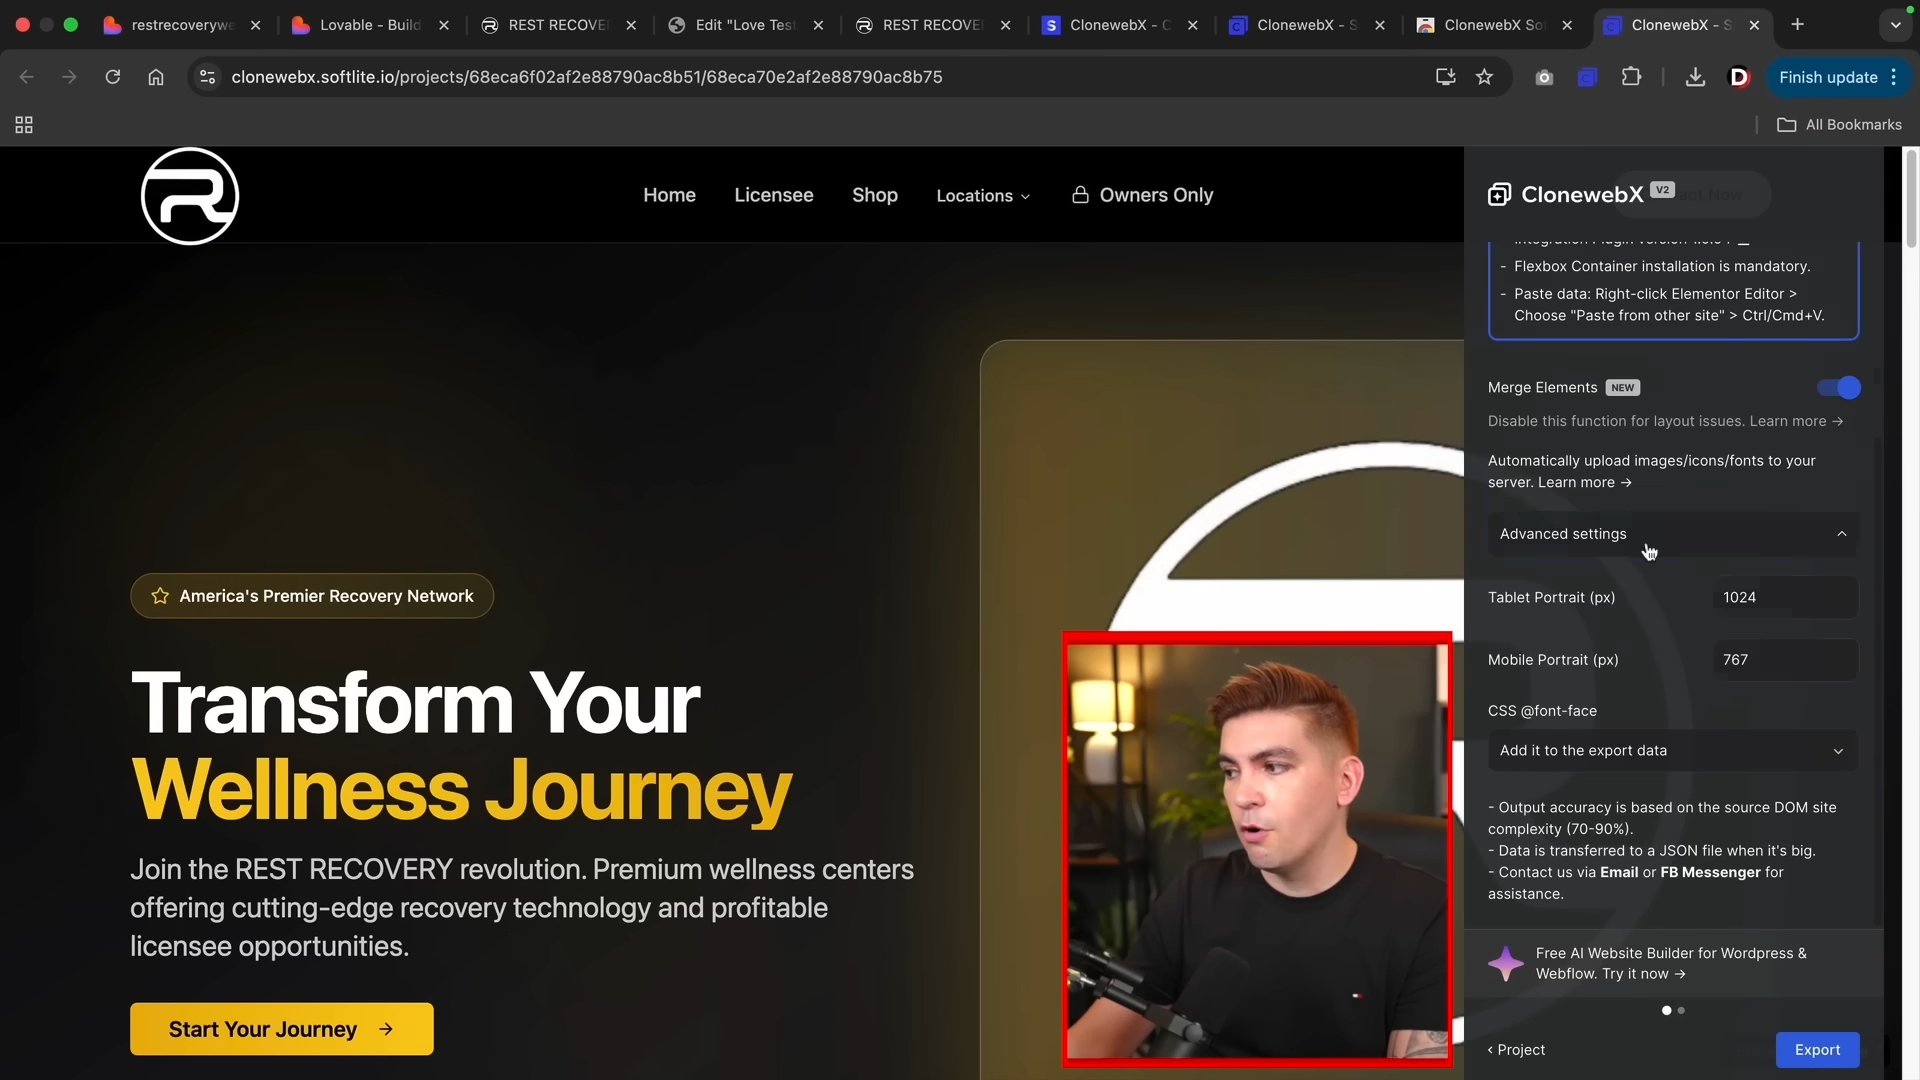 restrecoverywe
Lovable - Build
REST RECOVE
Edit "Love Test
REST RECOVE
ClonewebX - C
ClonewebX - S
ClonewebX So
ClonewebX - S
clonewebx.softlite.io/projects/68eca6f02af2e88790ac8b51/68eca70e2af2e88790ac8b75
Finish update
All Bookmarks
Home
Licensee
Shop
Locations
Owners Only
America's Premier Recovery Network
Transform Your
Wellness Journey
Join the REST RECOVERY revolution. Premium wellness centers
offering cutting-edge recovery technology and profitable
licensee opportunities.
Start Your Journey →
ClonewebX V2
- Flexbox Container installation is mandatory.
- Paste data: Right-click Elementor Editor >
Choose "Paste from other site" > Ctrl/Cmd+V.
Merge Elements NEW
Disable this function for layout issues. Learn more →
Automatically upload images/icons/fonts to your
server. Learn more →
Advanced settings
Tablet Portrait (px) 1024
Mobile Portrait (px) 767
CSS @font-face
Add it to the export data
- Output accuracy is based on the source DOM site
complexity (70-90%).
- Data is transferred to a JSON file when it's big.
- Contact us via Email or FB Messenger for
assistance.
Free AI Website Builder for Wordpress &
Webflow. Try it now →
‹ Project
Export